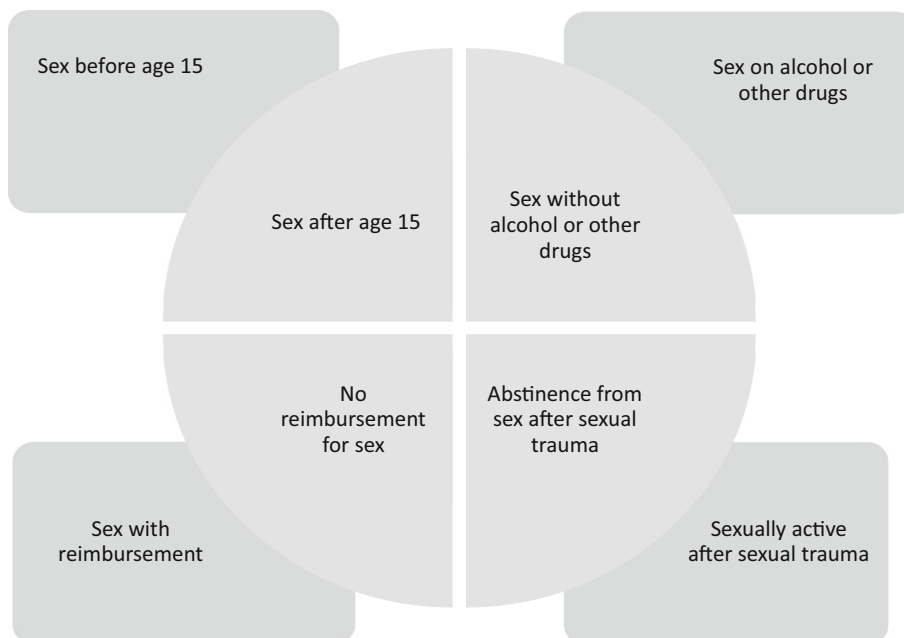 Sex before age 15
Sex on alcohol or
other drugs
Sex after age 15
Sex without
alcohol or other
drugs
No
reimbursement
for sex
Abstinence from
sex after sexual
trauma
Sex with
reimbursement
Sexually active
after sexual trauma